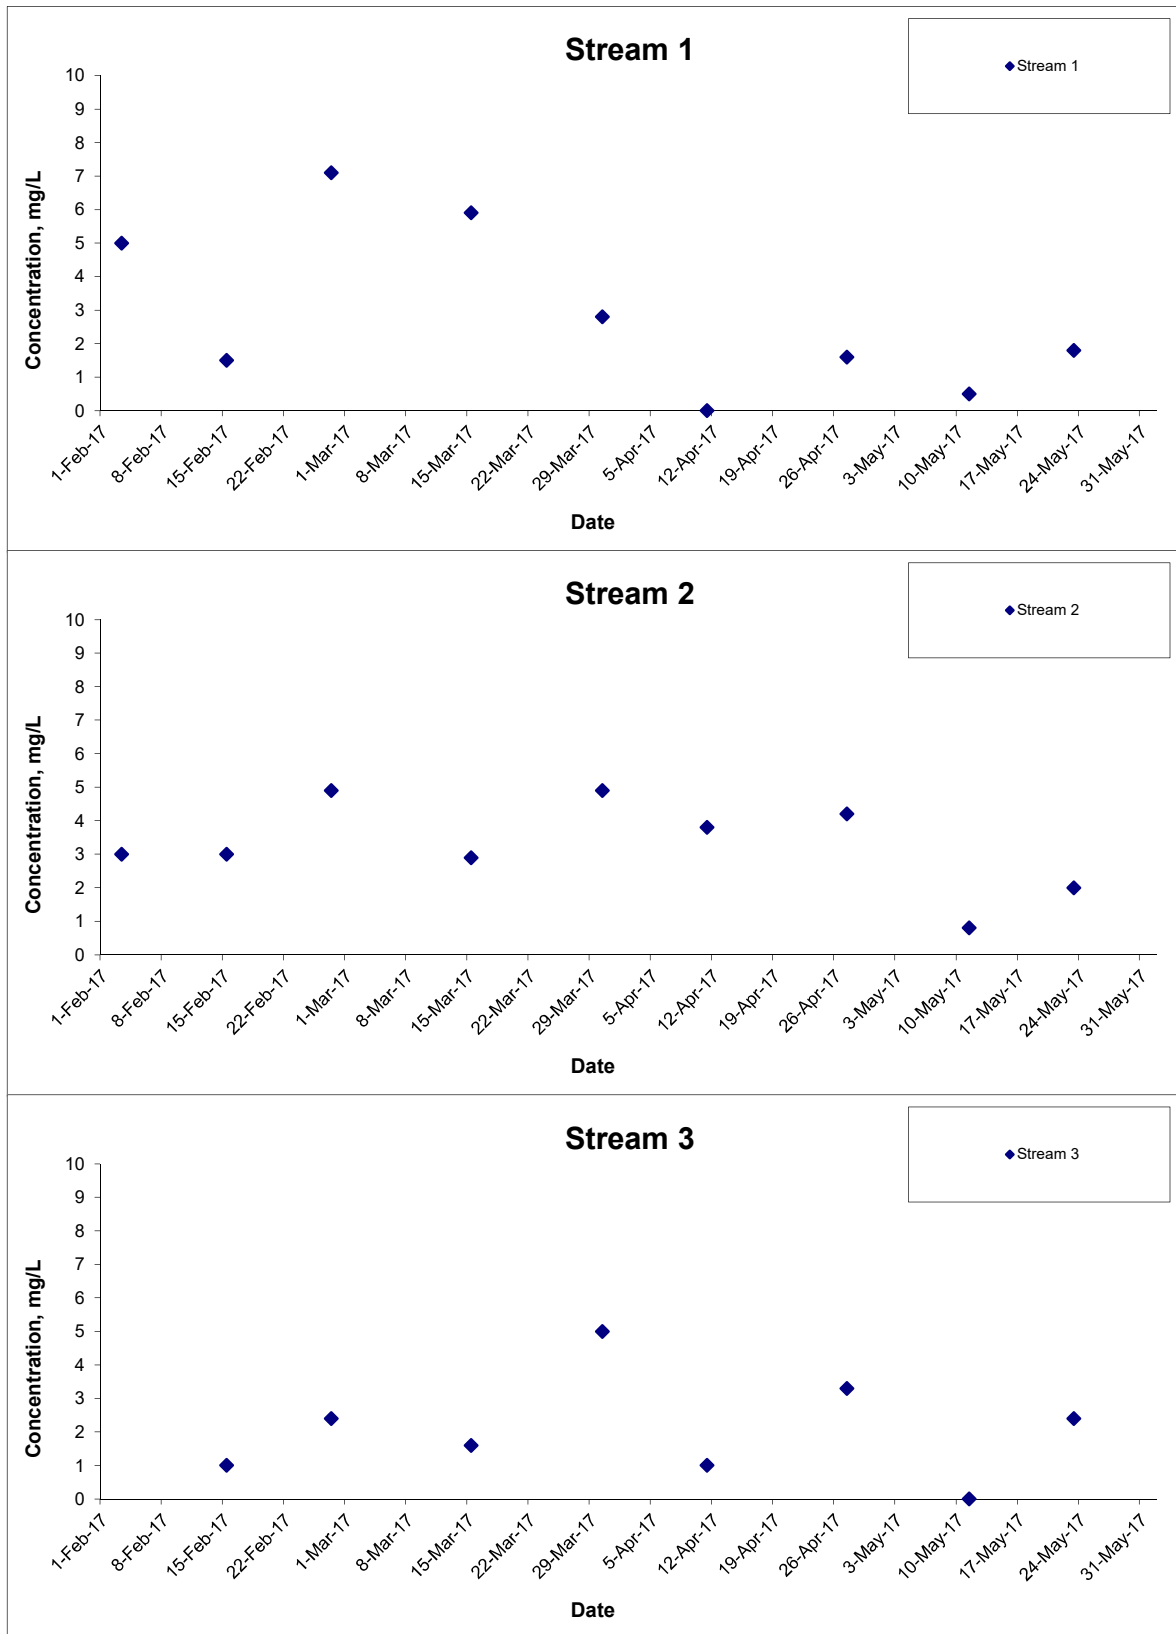 Stream 1
Stream 1
Concentration, mg/L
10
9
8
7
6
5
4
3
2
1
0
1-Feb-17
8-Feb-17
15-Feb-17
22-Feb-17
1-Mar-17
8-Mar-17
15-Mar-17
22-Mar-17
29-Mar-17
5-Apr-17
12-Apr-17
19-Apr-17
26-Apr-17
3-May-17
10-May-17
17-May-17
24-May-17
31-May-17
Date
Stream 2
Stream 2
Concentration, mg/L
10
9
8
7
6
5
4
3
2
1
0
1-Feb-17
8-Feb-17
15-Feb-17
22-Feb-17
1-Mar-17
8-Mar-17
15-Mar-17
22-Mar-17
29-Mar-17
5-Apr-17
12-Apr-17
19-Apr-17
26-Apr-17
3-May-17
10-May-17
17-May-17
24-May-17
31-May-17
Date
Stream 3
Stream 3
Concentration, mg/L
10
9
8
7
6
5
4
3
2
1
0
1-Feb-17
8-Feb-17
15-Feb-17
22-Feb-17
1-Mar-17
8-Mar-17
15-Mar-17
22-Mar-17
29-Mar-17
5-Apr-17
12-Apr-17
19-Apr-17
26-Apr-17
3-May-17
10-May-17
17-May-17
24-May-17
31-May-17
Date